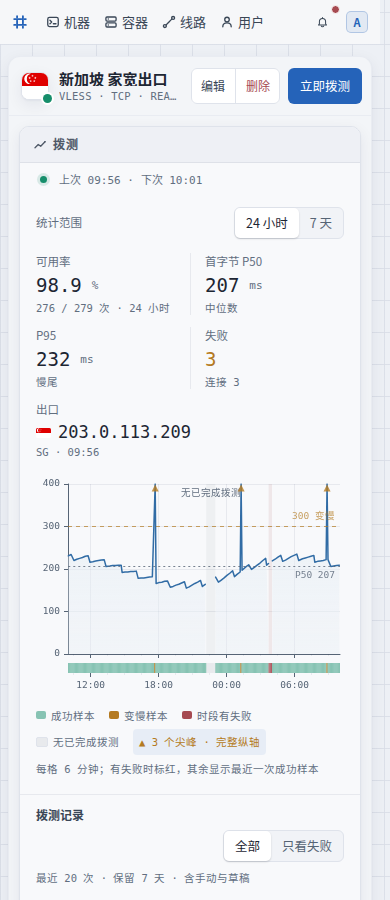 机器 容器 线路 用户 A
新加坡 家宽出口
VLESS · TCP · REA…
编辑 删除 立即拨测
拨测
上次 09:56 · 下次 10:01
统计范围 24 小时 7 天
可用率 首字节 P50
98.9 % 207 ms
276 / 279 次 · 24 小时 中位数
P95 失败
232 ms 3
慢尾 连接 3
出口
203.0.113.209
SG · 09:56
400
无已完成拨测
300
300 变慢
200
P50 207
100
0
12:00 18:00 00:00 06:00
成功样本 变慢样本 时段有失败
无已完成拨测 ▲ 3 个尖峰 · 完整纵轴
每格 6 分钟; 有失败时标红, 其余显示最近一次成功样本
拨测记录
全部 只看失败
最近 20 次 · 保留 7 天 · 含手动与草稿